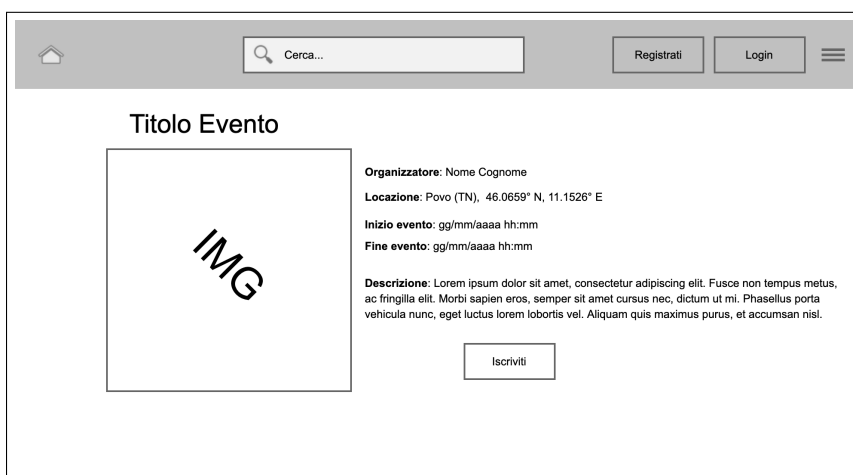 Cerca...
Registrati
Login
Titolo Evento
IMG
Organizzatore: Nome Cognome
Locazione: Povo (TN),  46.0659° N, 11.1526° E
Inizio evento: gg/mm/aaaa hh:mm
Fine evento: gg/mm/aaaa hh:mm
Descrizione: Lorem ipsum dolor sit amet, consectetur adipiscing elit. Fusce non tempus metus,
ac fringilla elit. Morbi sapien eros, semper sit amet cursus nec, dictum ut mi. Phasellus porta
vehicula nunc, eget luctus lorem lobortis vel. Aliquam quis maximus purus, et accumsan nisl.
Iscriviti